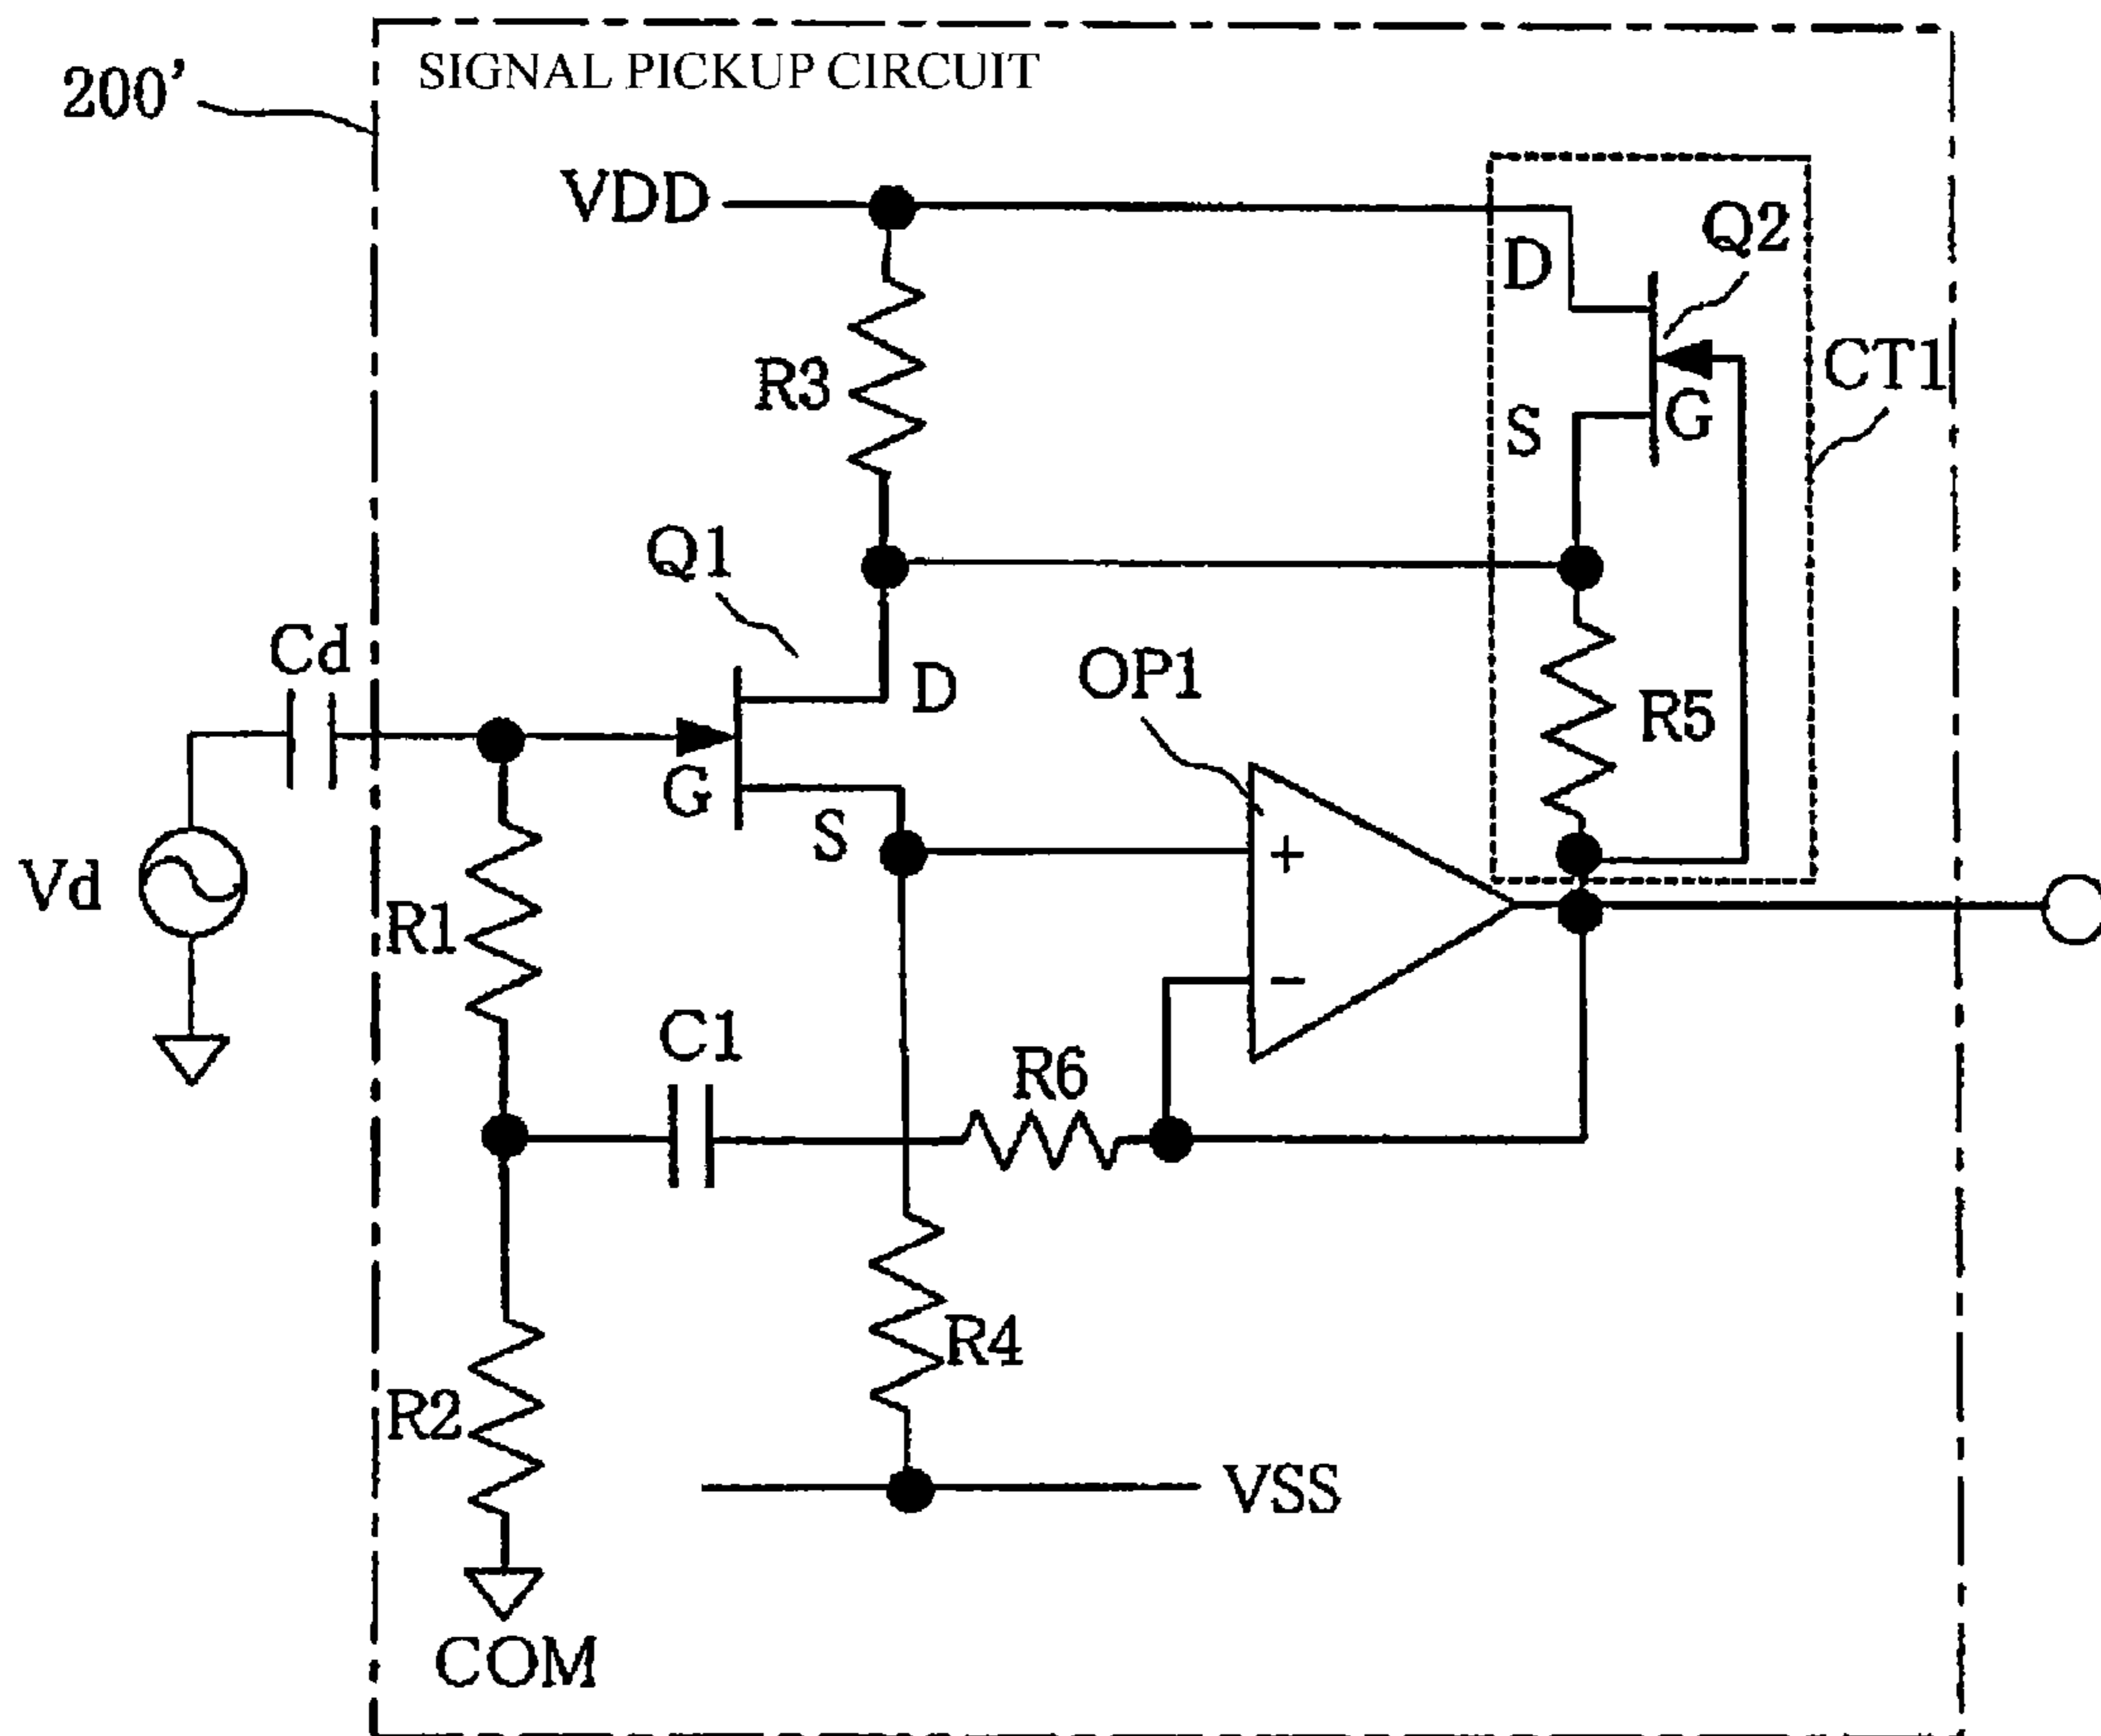 SIGNAL PICKUP CIRCUIT
200'
VDD
Q2
D
CT1
R3
G
S
Q1
Cd
OP1
D
R5
G
S
+
Vd
R1
−
C1
R6
R4
R2
VSS
COM